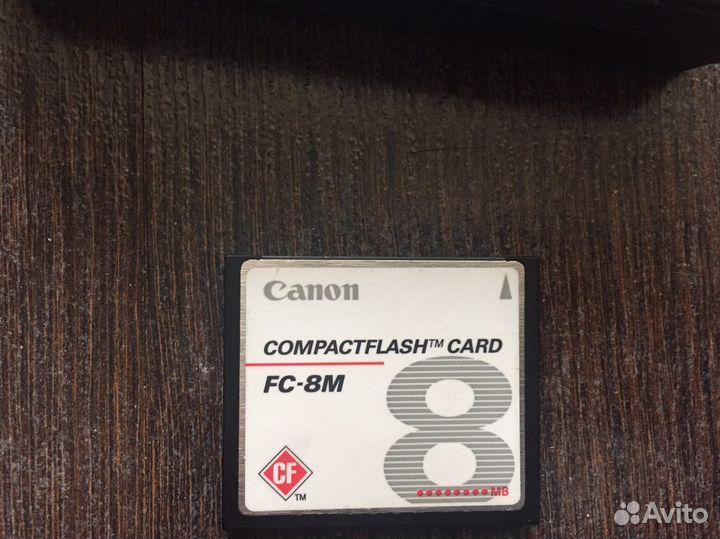 Canon
COMPACTFLASH™ CARD
FC-8M
8
MB
CF
TM
Avito